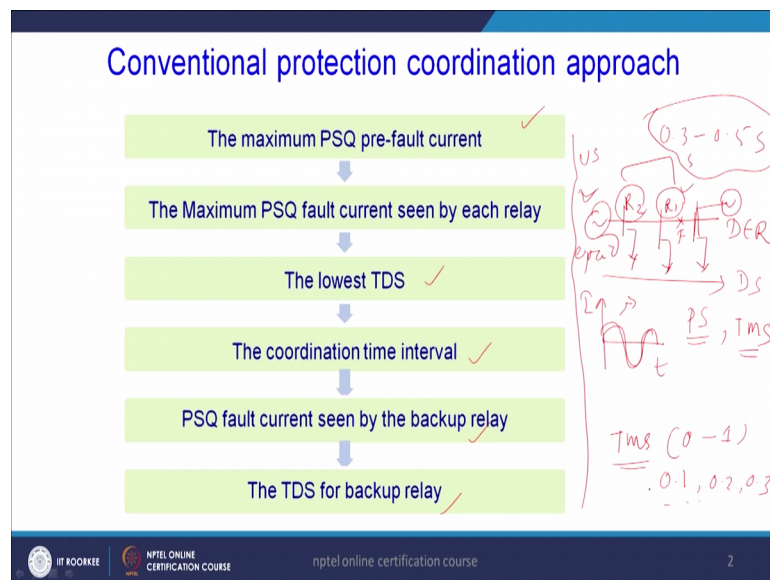 Conventional protection coordination approach
The maximum PSQ pre-fault current
The Maximum PSQ fault current seen by each relay
The lowest TDS
The coordination time interval
PSQ fault current seen by the backup relay
The TDS for backup relay
0.3 - 0.5 s
US
R2
R1
F
DER
DS
I
t
PS, TMS
TMS (0-1)
0.1, 0.2, 0.3
IIT ROORKEE
NPTEL ONLINE
CERTIFICATION COURSE
nptel online certification course
2